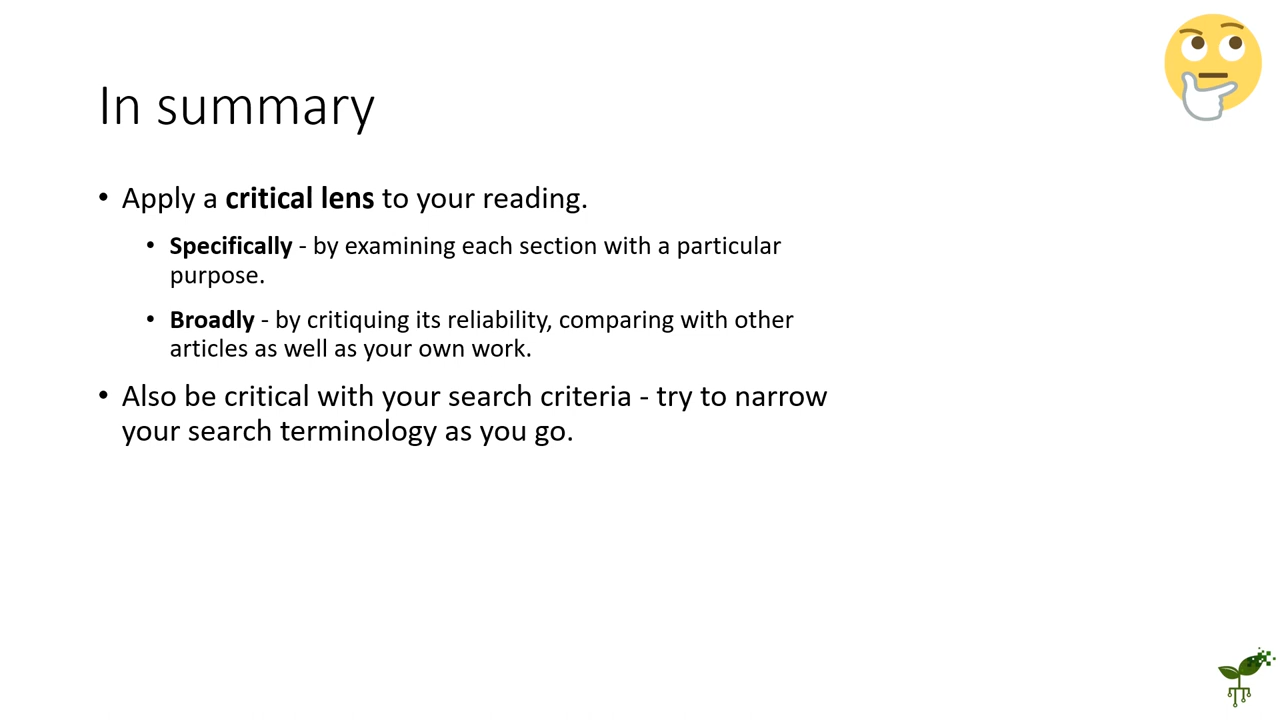 In summary
• Apply a critical lens to your reading.
• Specifically - by examining each section with a particular
purpose.
• Broadly - by critiquing its reliability, comparing with other
articles as well as your own work.
• Also be critical with your search criteria - try to narrow
your search terminology as you go.